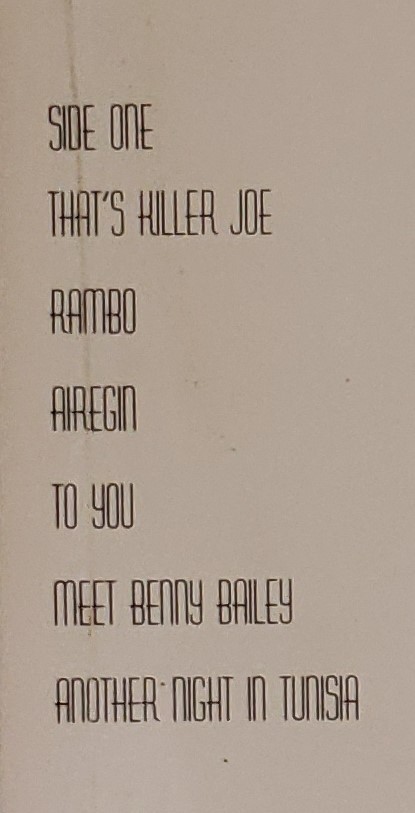 SIDE ONE
THAT'S KILLER JOE
RAMBO
AIREGIN
TO YOU
MEET BENNY BAILEY
ANOTHER NIGHT IN TUNISIA